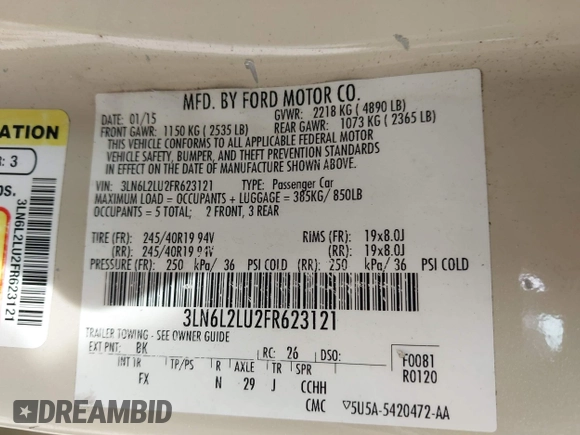 MFD. BY FORD MOTOR CO.
DATE: 01/15 GVWR: 2218 KG ( 4890 LB)
FRONT GAWR: 1150 KG ( 2535 LB) REAR GAWR: 1073 KG ( 2365 LB)
THIS VEHICLE CONFORMS TO ALL APPLICABLE FEDERAL MOTOR
VEHICLE SAFETY, BUMPER, AND THEFT PREVENTION STANDARDS
IN EFFECT ON THE DATE OF MANUFACTURE SHOWN ABOVE.
VIN: 3LN6L2LU2FR623121 TYPE: Passenger Car
MAXIMUM LOAD = OCCUPANTS + LUGGAGE = 385KG/ 850LB
OCCUPANTS = 5 TOTAL; 2 FRONT, 3 REAR
TIRE (FR): 245/40R19 94V RIMS (FR): 19x8.0J
(RR): 245/40R19 94V (RR): 19x8.0J
PRESSURE (FR): 250 kPa/ 36 PSI COLD (RR): 250 kPa/ 36 PSI COLD
3LN6L2LU2FR623121
TRAILER TOWING - SEE OWNER GUIDE
EXT PNT: BK RC: 26 DSO: F0081
INT TR TP/PS R AXLE TR SPR R0120
FX N 29 J CCHH
CMC ▽5U5A-5420472-AA
ATION
: 3
os.
3LN6L2LU2FR623121
DREAMBID